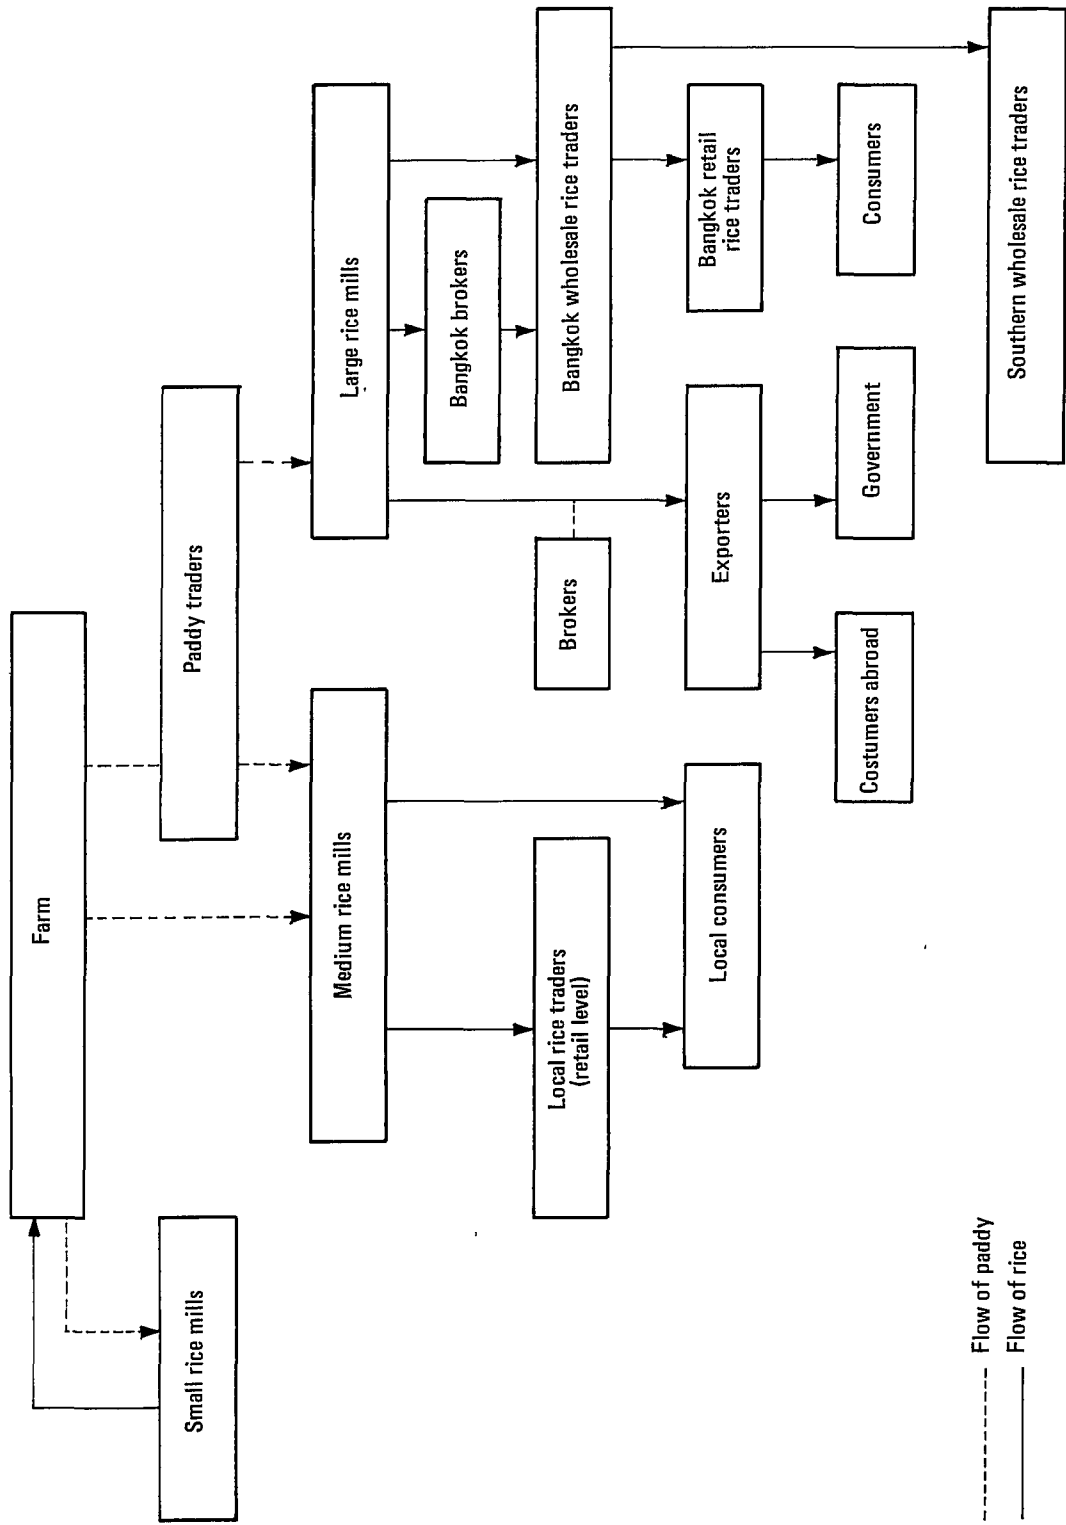 Farm
Small rice mills
Paddy traders
Medium rice mills
Large rice mills
Bangkok brokers
Local rice traders
(retail level)
Brokers
Bangkok wholesale rice traders
Local consumers
Exporters
Bangkok retail
rice traders
Costumers abroad
Government
Consumers
Southern wholesale rice traders
Flow of paddy
Flow of rice